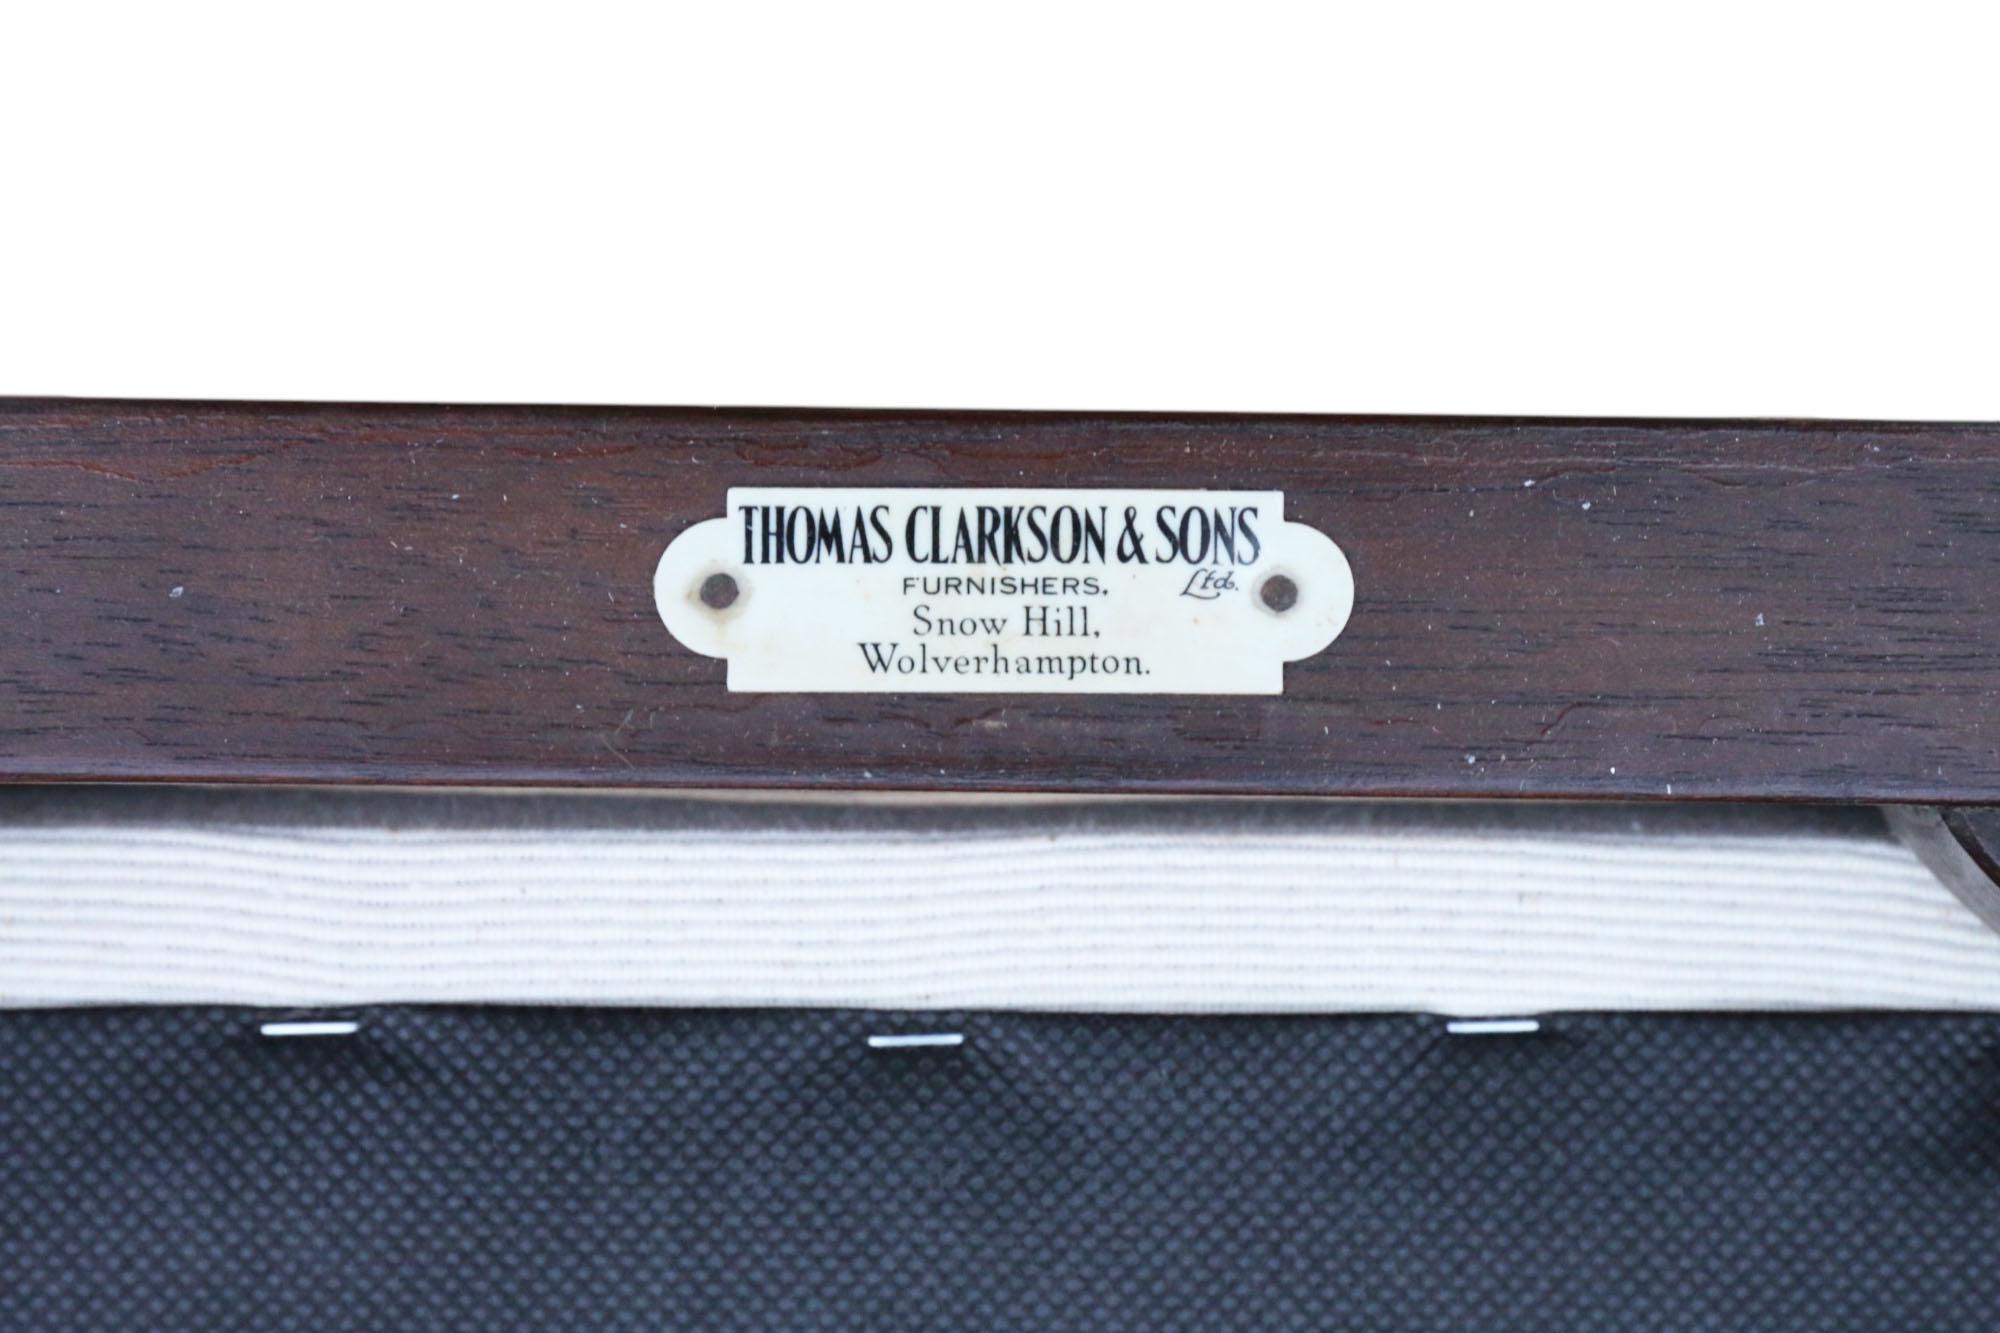 THOMAS CLARKSON & SONS
Ltd.
FURNISHERS.
Snow Hill,
Wolverhampton.